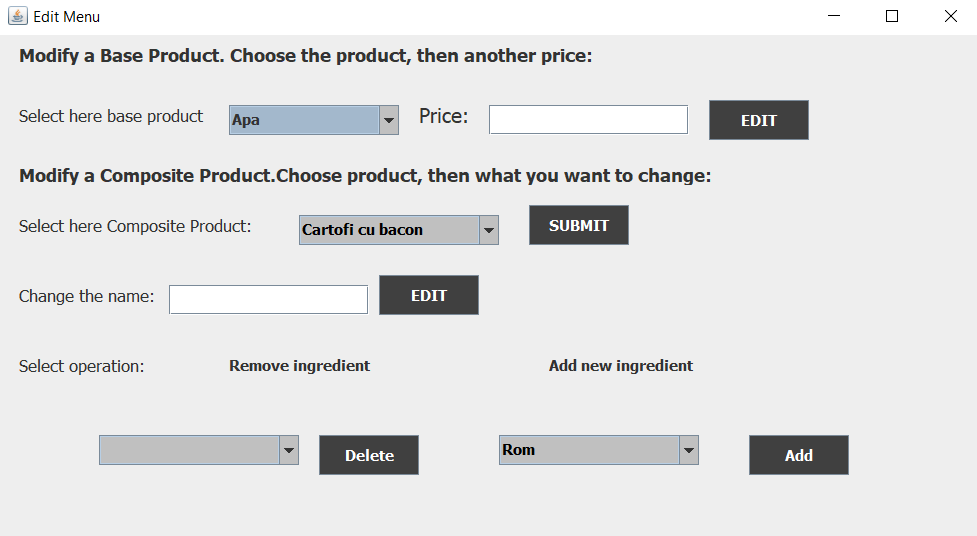 Edit Menu
Modify a Base Product. Choose the product, then another price:
Select here base product Apa Price: EDIT
Modify a Composite Product.Choose product, then what you want to change:
Select here Composite Product: Cartofi cu bacon SUBMIT
Change the name: EDIT
Select operation: Remove ingredient Add new ingredient
Delete Rom Add